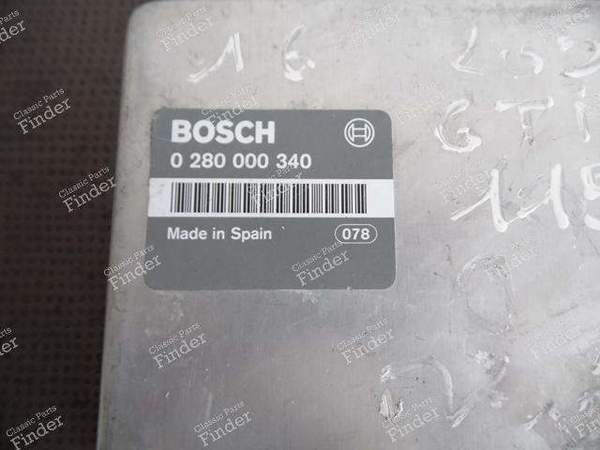 BOSCH
0 280 000 340
Made in Spain 078
1 6
GTi
115
Classic Parts Finder